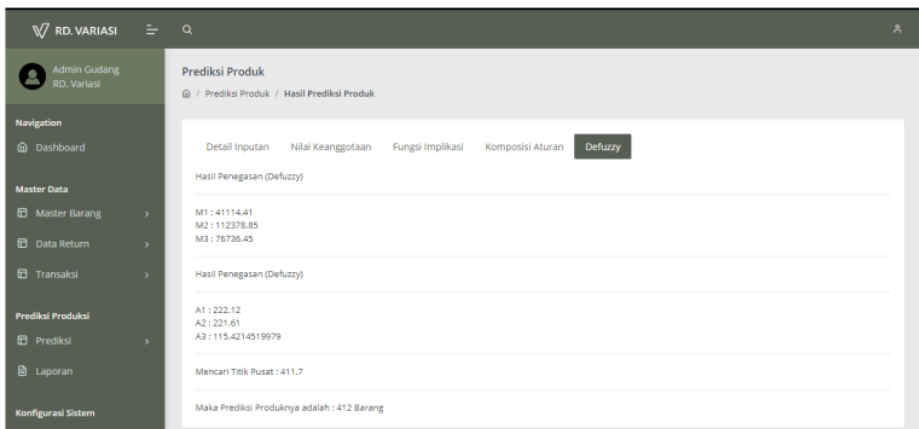 RD. VARIASI
Admin Gudang
RD. Variasi
Navigation
Dashboard
Master Data
Master Barang
Data Return
Transaksi
Prediksi Produksi
Prediksi
Laporan
Konfigurasi Sistem
Prediksi Produk
/ Prediksi Produk / Hasil Prediksi Produk
Detail Inputan Nilai Keanggotaan Fungsi Implikasi Komposisi Aturan Defuzzy
Hasil Penegasan (Defuzzy)
M1 : 41114.41
M2 : 112378.85
M3 : 76736.45
Hasil Penegasan (Defuzzy)
A1 : 222.12
A2 : 221.61
A3 : 115.4214519979
Mencari Titik Pusat : 411.7
Maka Prediksi Produknya adalah : 412 Barang